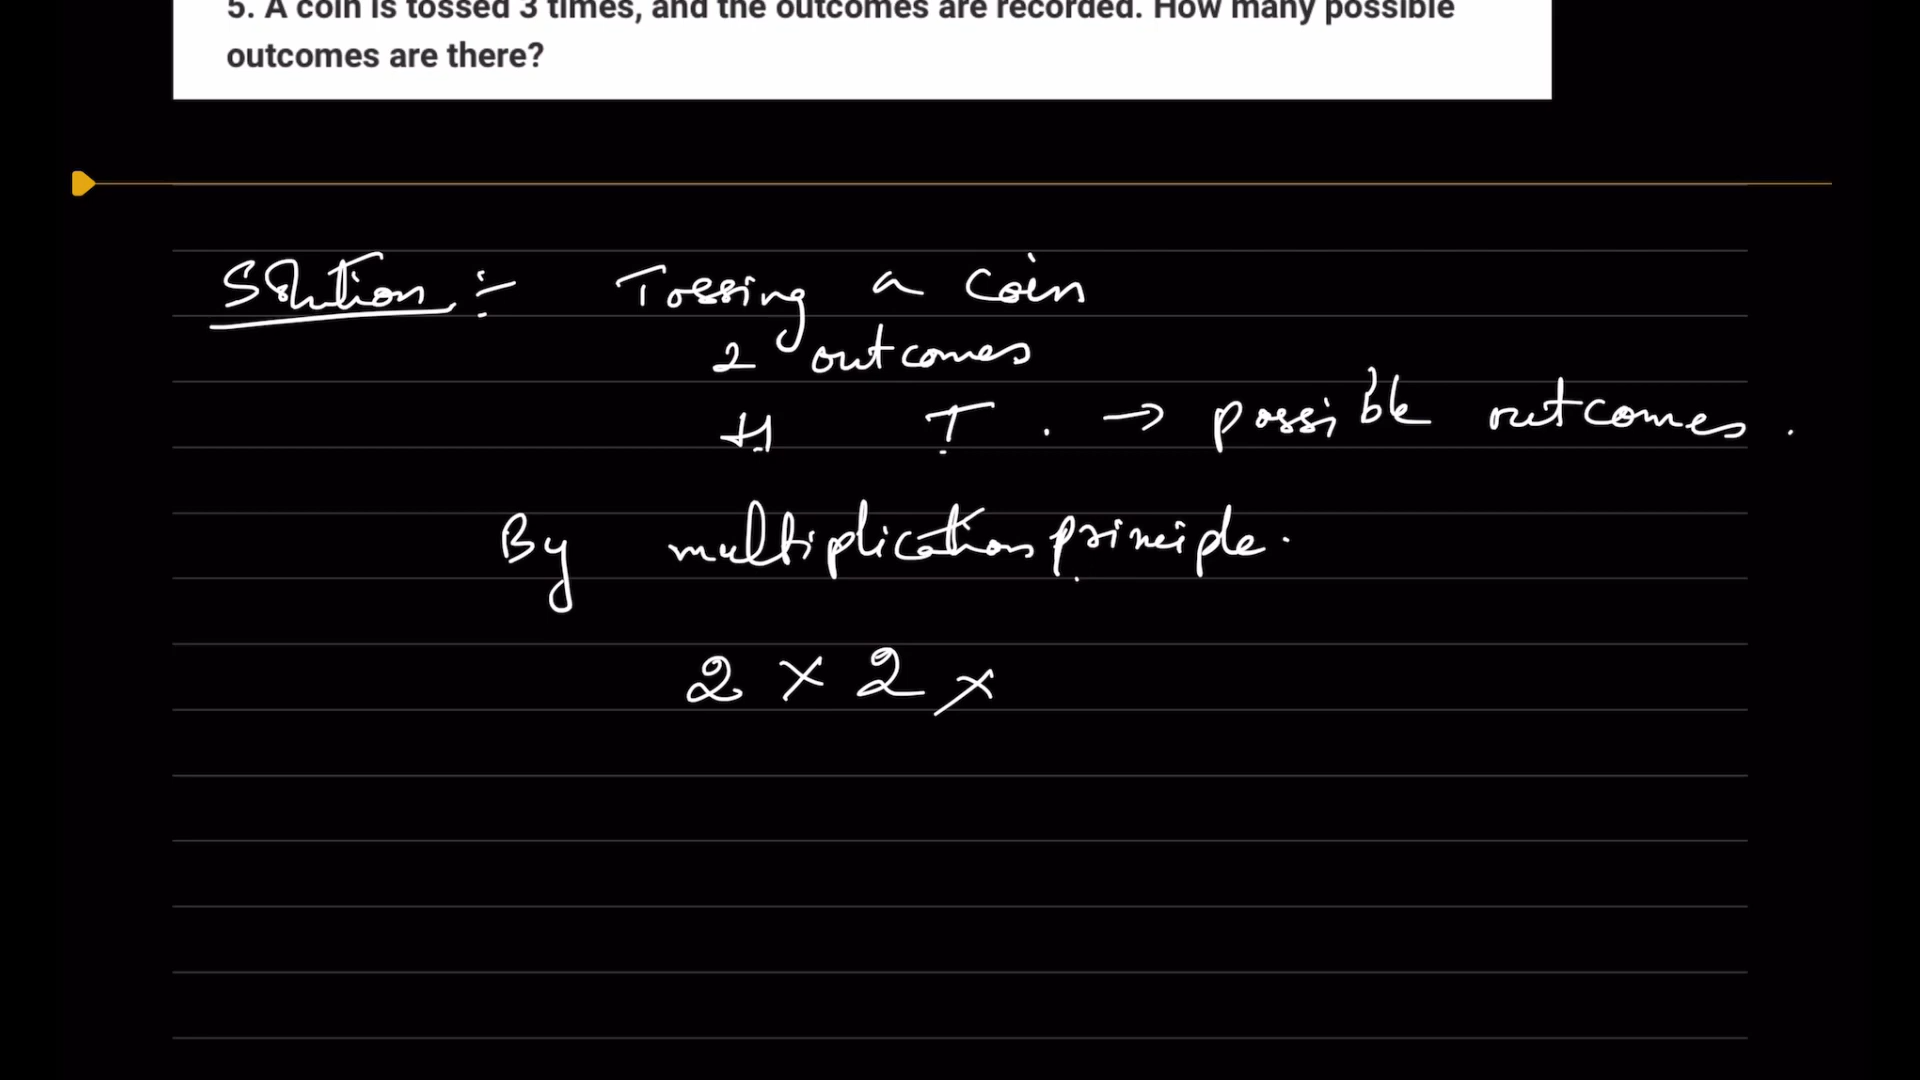 5. A coin is tossed 3 times, and the outcomes are recorded. How many possible
outcomes are there?
Solution :- Tossing a coin
2 outcomes
H T . → possible outcomes .
By multiplication principle.
2 × 2 ×